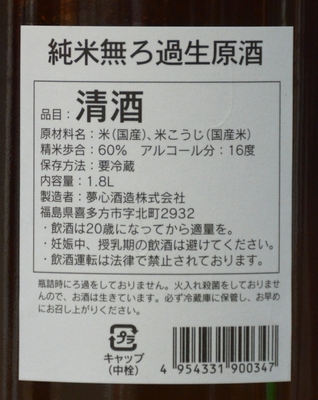 純米無ろ過生原酒
品目：清酒
原材料名：米(国産)、米こうじ(国産米)
精米歩合：60% アルコール分：16度
保存方法：要冷蔵
内容量：1.8L
製造者：夢心酒造株式会社
福島県喜多方市字北町2932
・飲酒は20歳になってから適量を。
・妊娠中、授乳期の飲酒は避けてください。
・飲酒運転は法律で禁止されております。
瓶詰時にろ過をしておりません。火入れ殺菌をしておりませ
んので、お酒は生きています。必ず冷蔵庫に保管し、お早め
にお召し上がりください。
プラ
キャップ
(中栓)
4 954331 900347